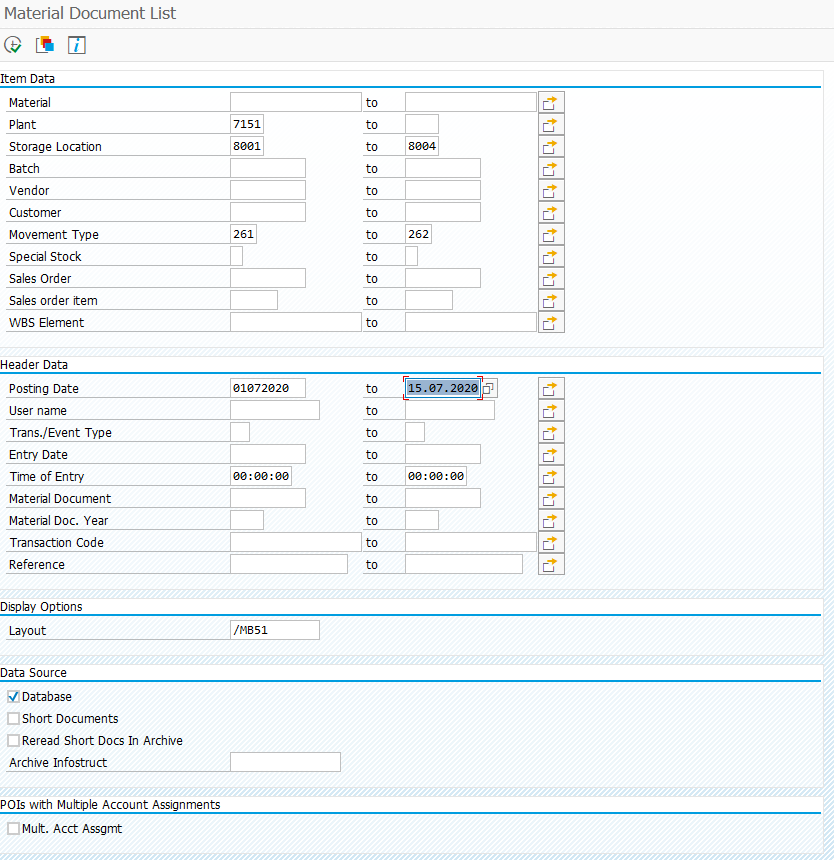 Material Document List
Item Data
Material to
Plant 7151 to
Storage Location 8001 to 8004
Batch to
Vendor to
Customer to
Movement Type 261 to 262
Special Stock to
Sales Order to
Sales order item to
WBS Element to
Header Data
Posting Date 01072020 to 15.07.2020
User name to
Trans./Event Type to
Entry Date to
Time of Entry 00:00:00 to 00:00:00
Material Document to
Material Doc. Year to
Transaction Code to
Reference to
Display Options
Layout /MB51
Data Source
Database
Short Documents
Reread Short Docs In Archive
Archive Infostruct
POIs with Multiple Account Assignments
Mult. Acct Assgmt